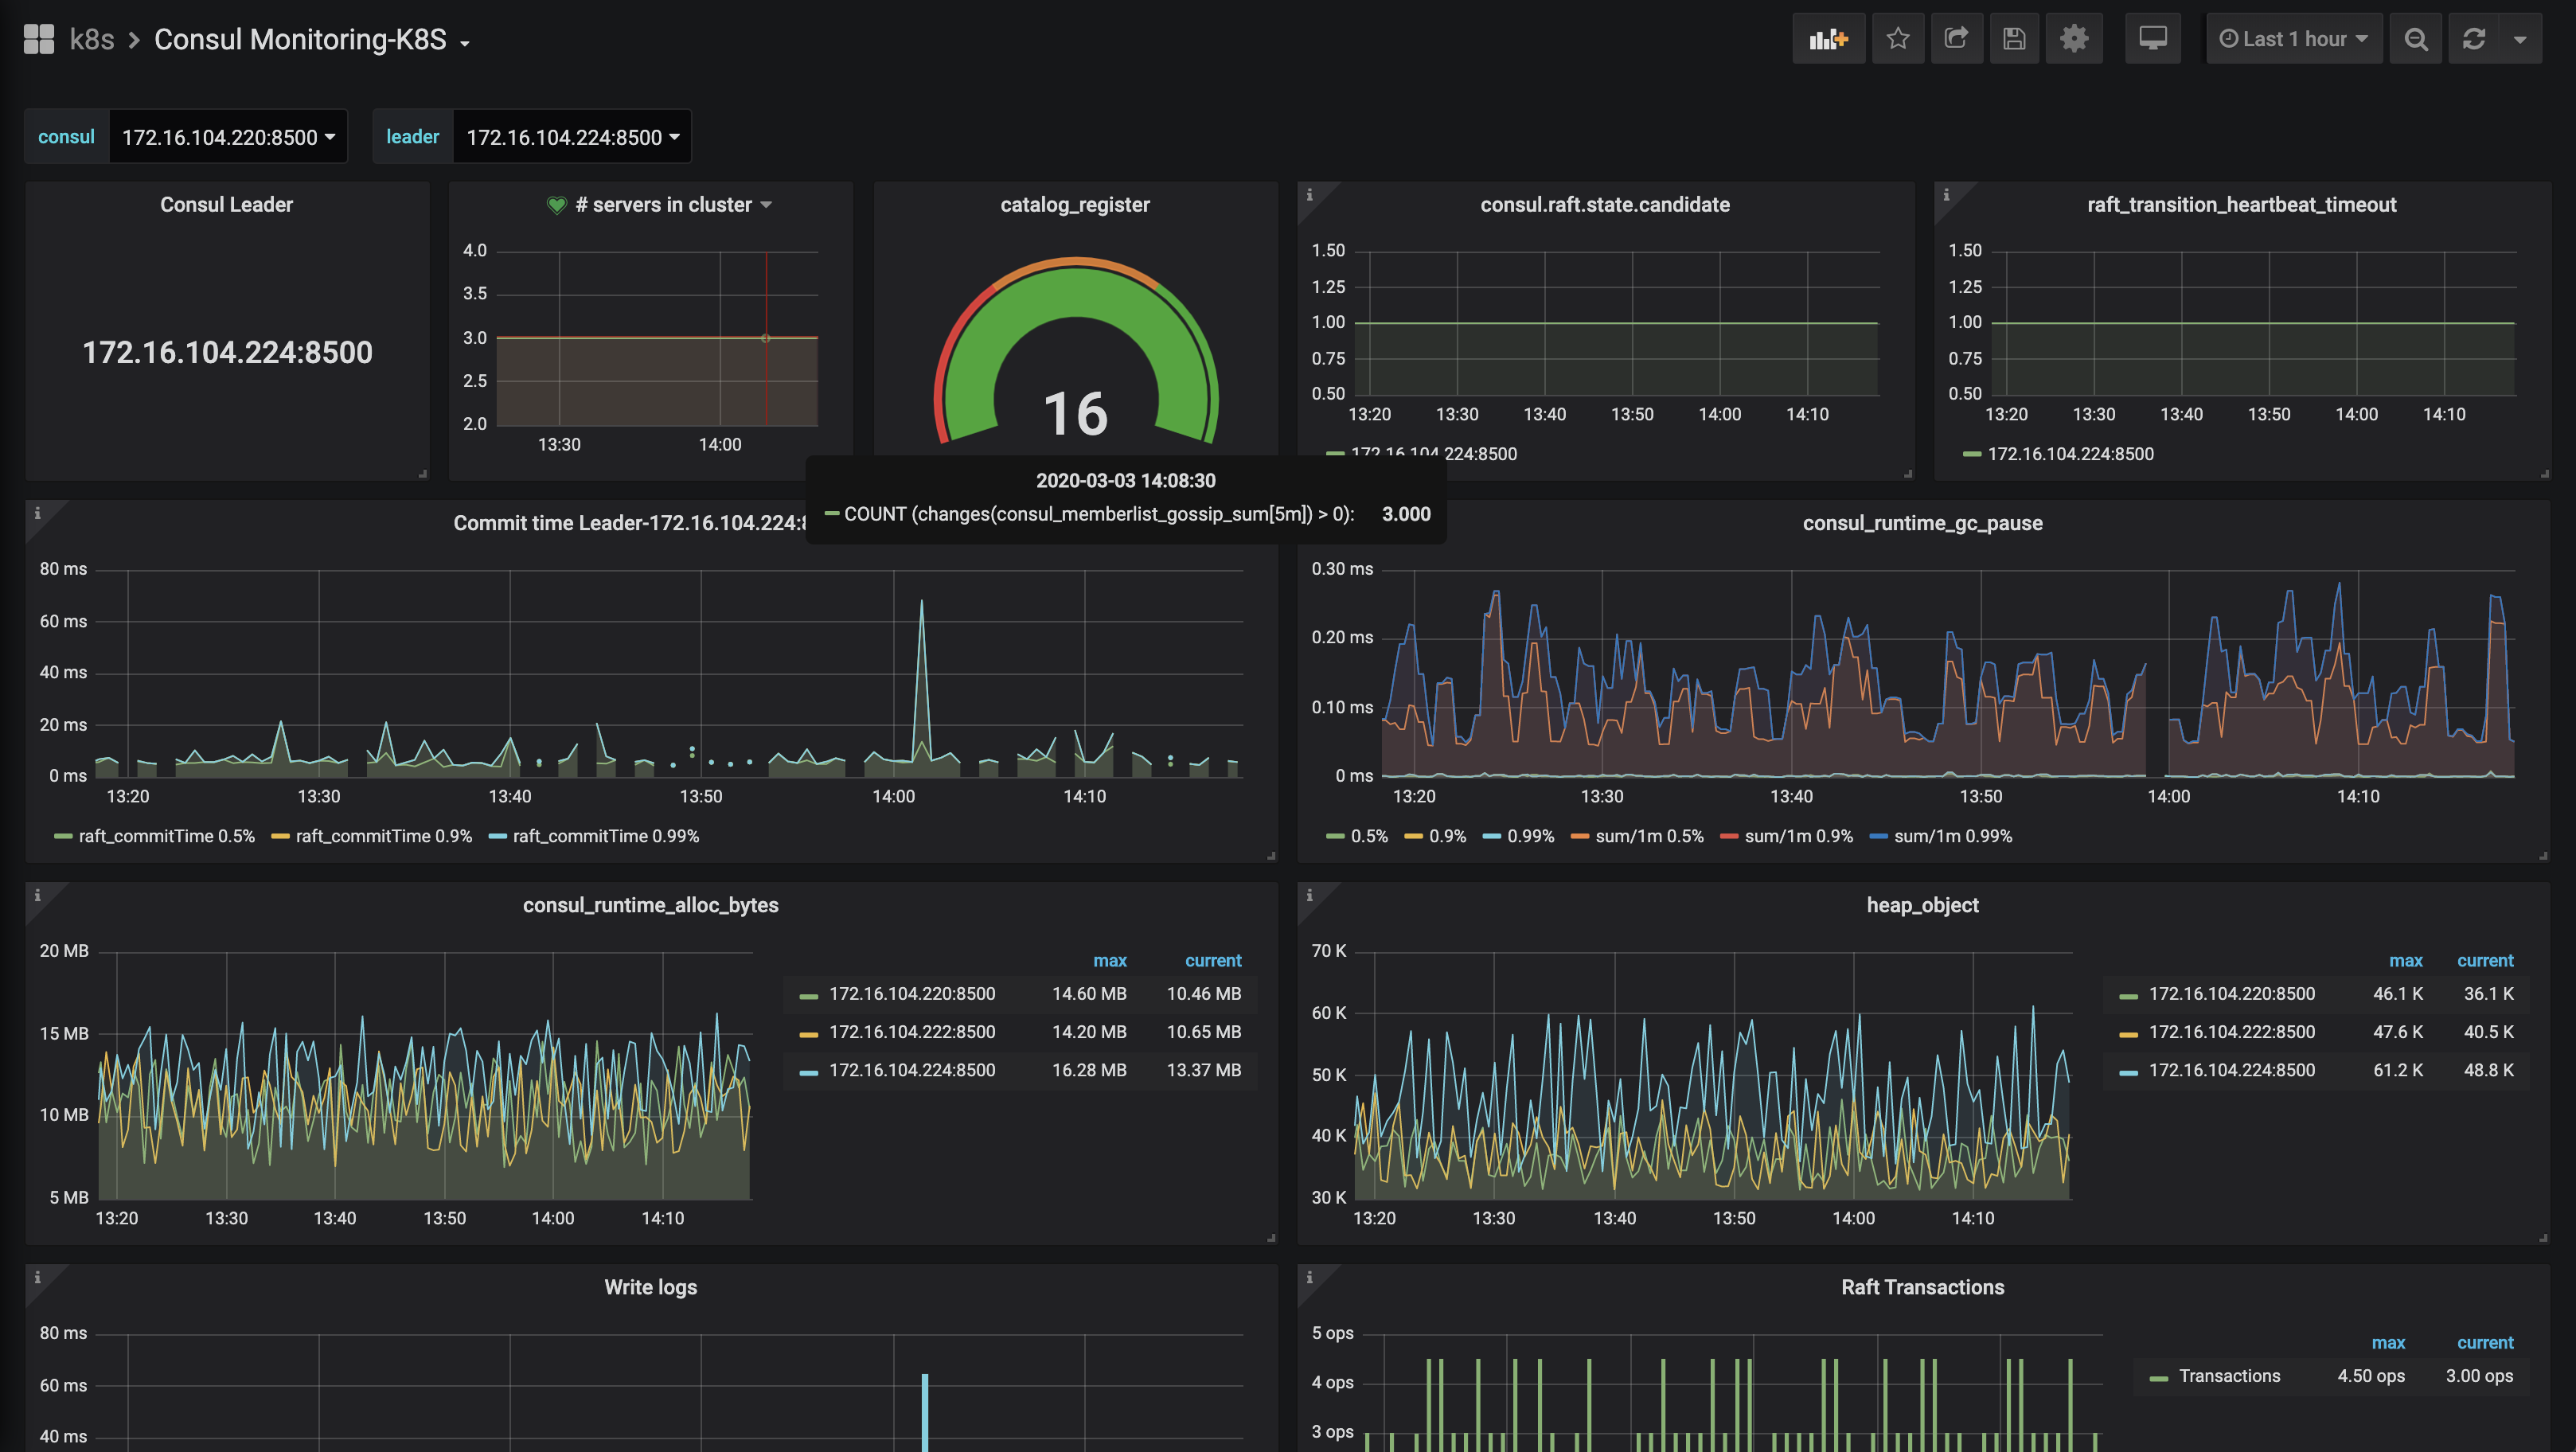 k8s > Consul Monitoring-K8S
Last 1 hour
consul 172.16.104.220:8500
leader 172.16.104.224:8500
Consul Leader
172.16.104.224:8500
# servers in cluster
4.0
3.5
3.0
2.5
2.0
13:30 14:00
catalog_register
16
consul.raft.state.candidate
1.50
1.25
1.00
0.75
0.50
13:20 13:30 13:40 13:50 14:00 14:10
172.16.104.224:8500
raft_transition_heartbeat_timeout
1.50
1.25
1.00
0.75
0.50
13:20 13:30 13:40 13:50 14:00 14:10
172.16.104.224:8500
2020-03-03 14:08:30
COUNT (changes(consul_memberlist_gossip_sum[5m]) > 0): 3.000
Commit time Leader-172.16.104.224:
80 ms
60 ms
40 ms
20 ms
0 ms
13:20 13:30 13:40 13:50 14:00 14:10
raft_commitTime 0.5% raft_commitTime 0.9% raft_commitTime 0.99%
consul_runtime_gc_pause
0.30 ms
0.20 ms
0.10 ms
0 ms
13:20 13:30 13:40 13:50 14:00 14:10
0.5% 0.9% 0.99% sum/1m 0.5% sum/1m 0.9% sum/1m 0.99%
consul_runtime_alloc_bytes
20 MB
15 MB
10 MB
5 MB
13:20 13:30 13:40 13:50 14:00 14:10
max current
172.16.104.220:8500 14.60 MB 10.46 MB
172.16.104.222:8500 14.20 MB 10.65 MB
172.16.104.224:8500 16.28 MB 13.37 MB
heap_object
70 K
60 K
50 K
40 K
30 K
13:20 13:30 13:40 13:50 14:00 14:10
max current
172.16.104.220:8500 46.1 K 36.1 K
172.16.104.222:8500 47.6 K 40.5 K
172.16.104.224:8500 61.2 K 48.8 K
Write logs
80 ms
60 ms
40 ms
Raft Transactions
5 ops
4 ops
3 ops
max current
Transactions 4.50 ops 3.00 ops